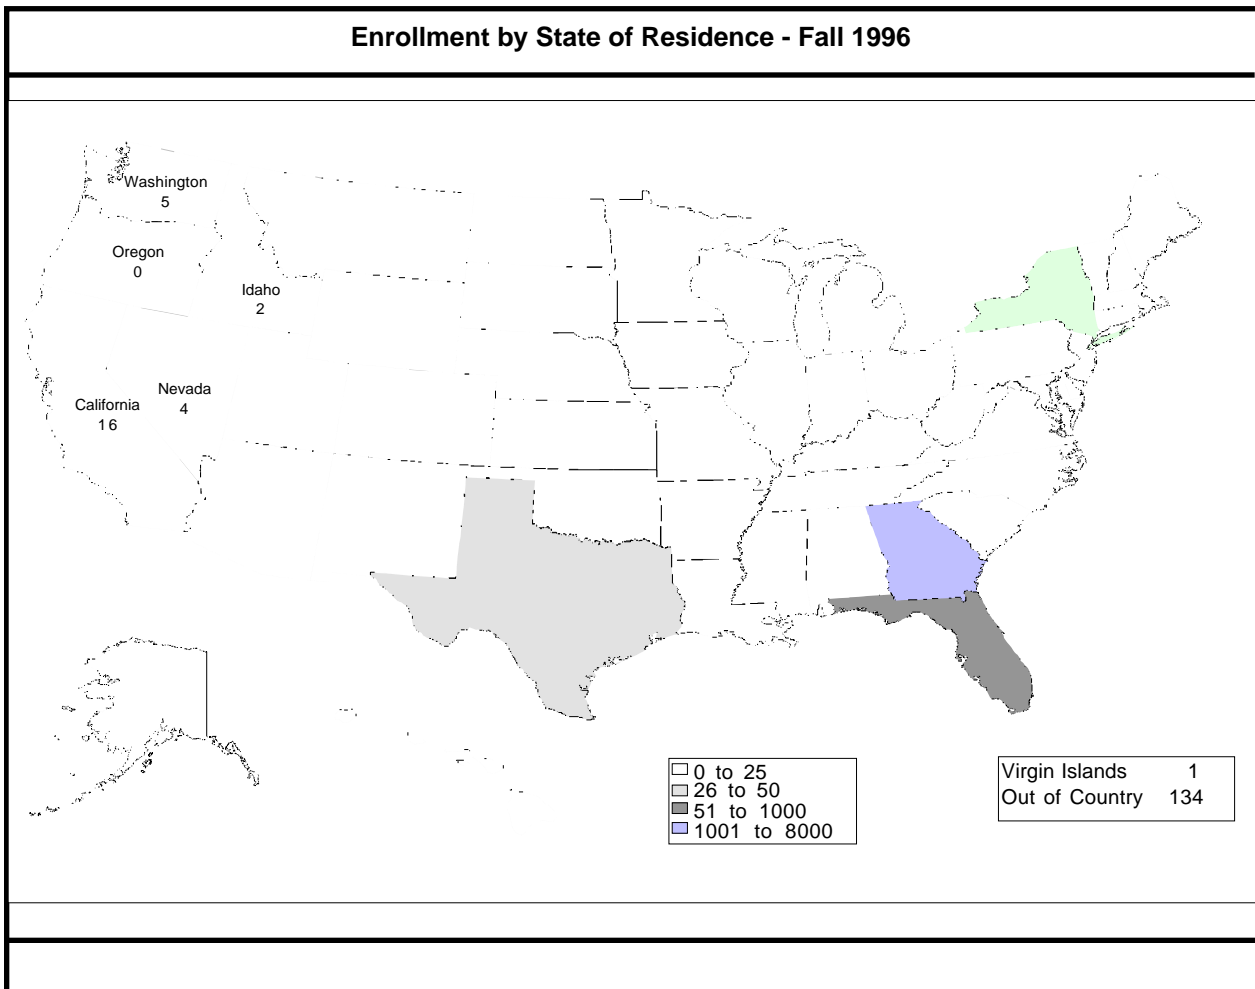 Enrollment by State of Residence - Fall 1996
Washington
5
Oregon
0
Idaho
2
Nevada
4
California
16
0 to 25
26 to 50
51 to 1000
1001 to 8000
Virgin Islands 1
Out of Country 134